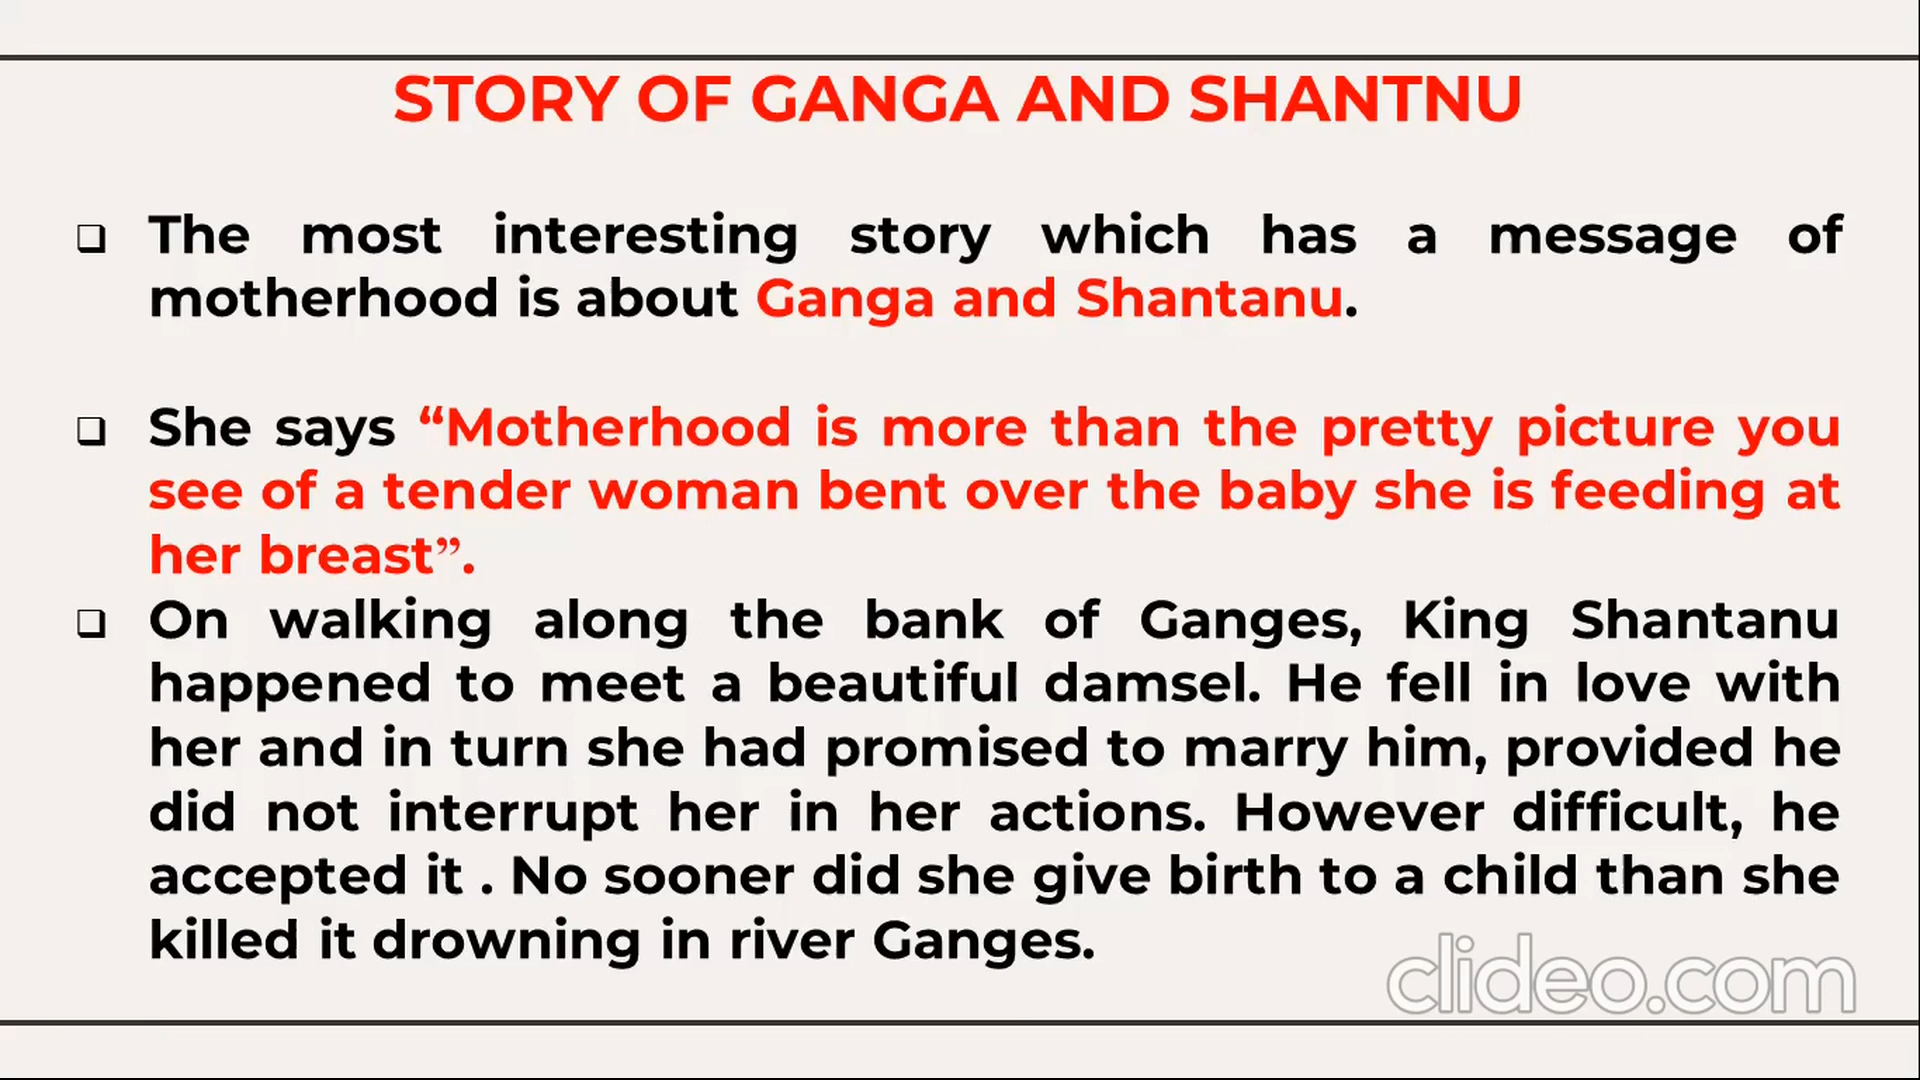 STORY OF GANGA AND SHANTNU
❑ The most interesting story which has a message of
motherhood is about Ganga and Shantanu.
❑ She says “Motherhood is more than the pretty picture you
see of a tender woman bent over the baby she is feeding at
her breast”.
❑ On walking along the bank of Ganges, King Shantanu
happened to meet a beautiful damsel. He fell in love with
her and in turn she had promised to marry him, provided he
did not interrupt her in her actions. However difficult, he
accepted it . No sooner did she give birth to a child than she
killed it drowning in river Ganges.
clideo.com